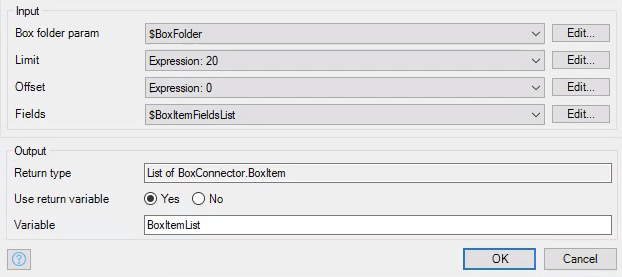 Input
Box folder param $BoxFolder Edit...
Limit Expression: 20 Edit...
Offset Expression: 0 Edit...
Fields $BoxItemFieldsList Edit...
Output
Return type List of BoxConnector.BoxItem
Use return variable Yes No
Variable BoxItemList
? OK Cancel